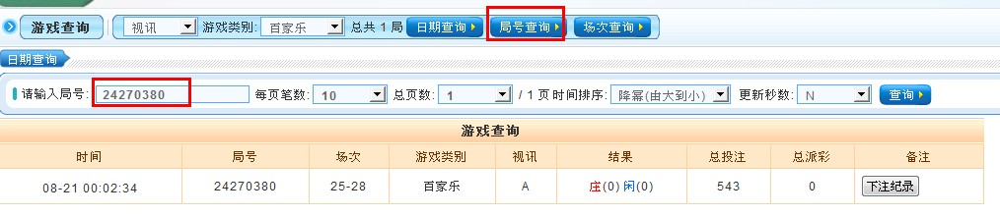 游戏查询 视讯 游戏类别: 百家乐 总共 1 局 日期查询 局号查询 场次查询
日期查询
请输入局号: 24270380 每页笔数: 10 总页数: 1 / 1 页 时间排序: 降幂(由大到小) 更新秒数: N 查询
游戏查询
时间 局号 场次 游戏类别 视讯 结果 总投注 总派彩 备注
08-21 00:02:34 24270380 25-28 百家乐 A 庄(0) 闲(0) 543 0 下注纪录